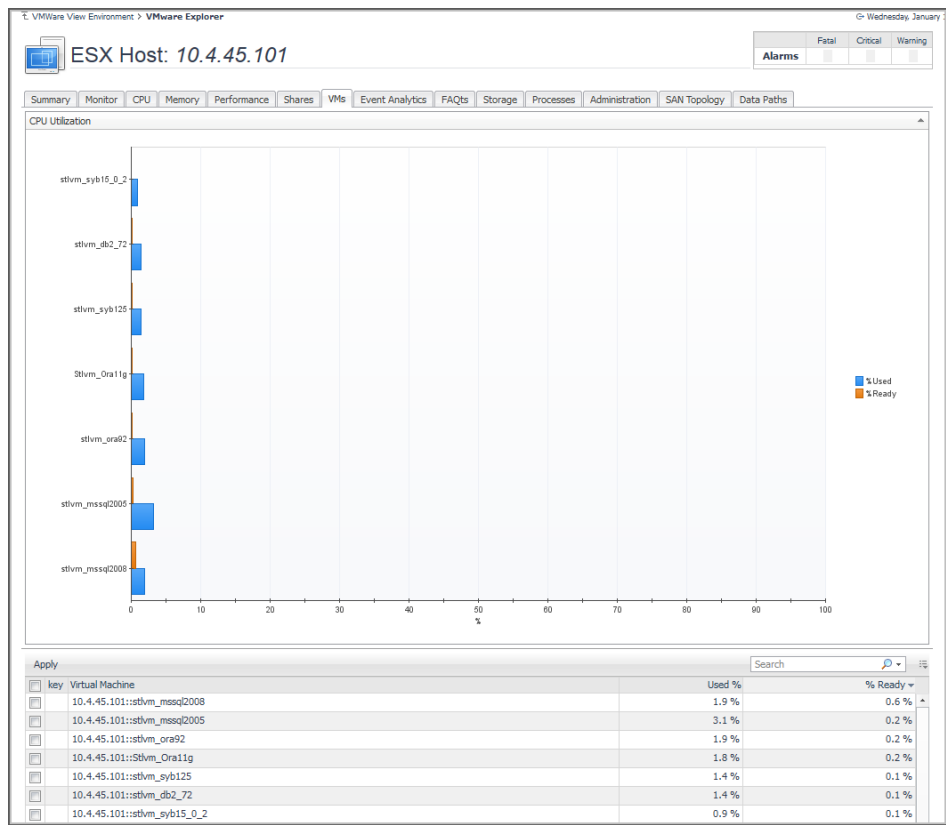 VMWare View Environment > VMware Explorer
Wednesday, January
ESX Host: 10.4.45.101
Fatal Critical Warning
Alarms
Summary Monitor CPU Memory Performance Shares VMs Event Analytics FAQts Storage Processes Administration SAN Topology Data Paths
CPU Utilization
stlvm_syb15_0_2
stlvm_db2_72
stlvm_syb125
Stlvm_Ora11g
stlvm_ora92
stlvm_mssql2005
stlvm_mssql2008
0 10 20 30 40 50 60 70 80 90 100
%
%Used
%Ready
Apply
Search
key Virtual Machine Used % % Ready
10.4.45.101::stlvm_mssql2008 1.9 % 0.6 %
10.4.45.101::stlvm_mssql2005 3.1 % 0.2 %
10.4.45.101::stlvm_ora92 1.9 % 0.2 %
10.4.45.101::Stlvm_Ora11g 1.8 % 0.2 %
10.4.45.101::stlvm_syb125 1.4 % 0.1 %
10.4.45.101::stlvm_db2_72 1.4 % 0.1 %
10.4.45.101::stlvm_syb15_0_2 0.9 % 0.1 %